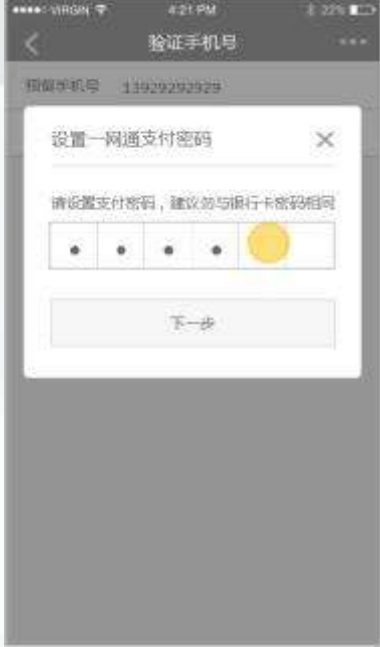 VIRGIN 4:21 PM 22%
验证手机号
预留手机号 13929292929
设置一网通支付密码
请设置支付密码，建议勿与银行卡密码相同
下一步